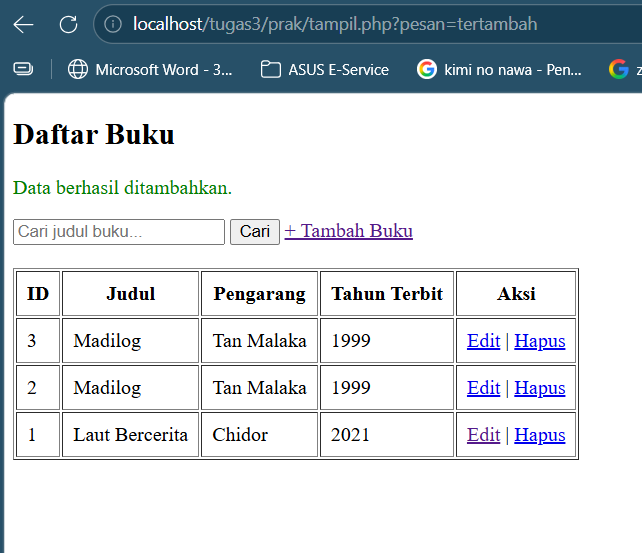 localhost/tugas3/prak/tampil.php?pesan=tertambah
Microsoft Word - 3... ASUS E-Service kimi no nawa - Pen... z
Daftar Buku
Data berhasil ditambahkan.
Cari judul buku... Cari + Tambah Buku
ID Judul Pengarang Tahun Terbit Aksi
3 Madilog Tan Malaka 1999 Edit | Hapus
2 Madilog Tan Malaka 1999 Edit | Hapus
1 Laut Bercerita Chidor 2021 Edit | Hapus